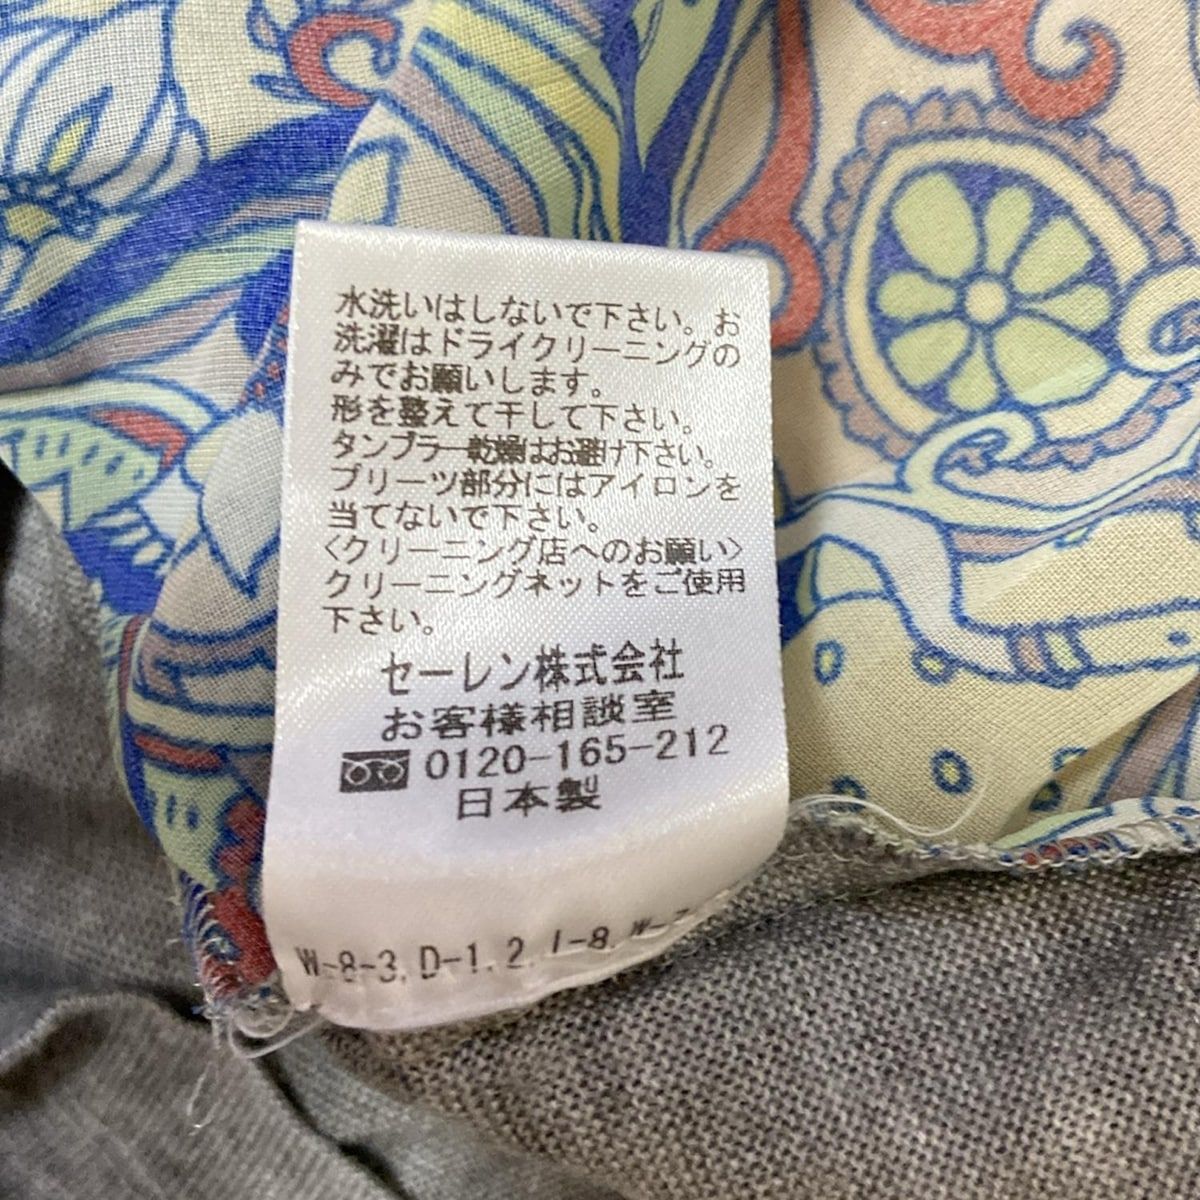 水洗いはしないで下さい。お
洗濯はドライクリーニングの
みでお願いします。
形を整えて干して下さい。
タンブラー乾燥はお避け下さい。
プリーツ部分にはアイロンを
当てないで下さい。
〈クリーニング店へのお願い〉
クリーニングネットをご使用
下さい。
セーレン株式会社
お客様相談室
0120-165-212
日本製
W-8-3, D-1, 2, I-8, W-7